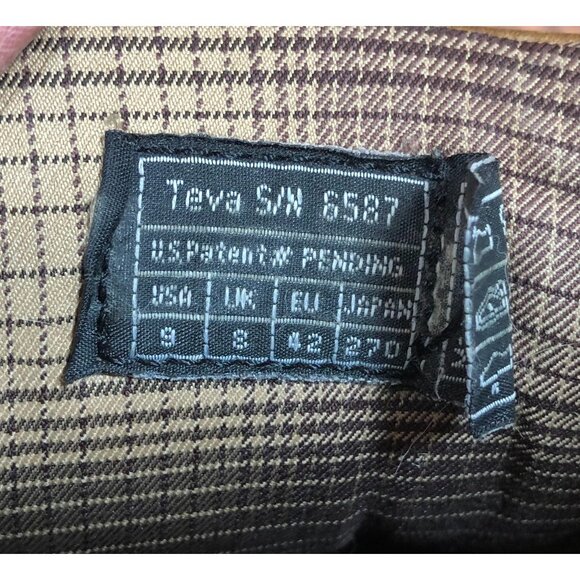 Teva S/N 6587
U.S.Patent# PENDING
USA UK EU JAPAN
9 8 42 270